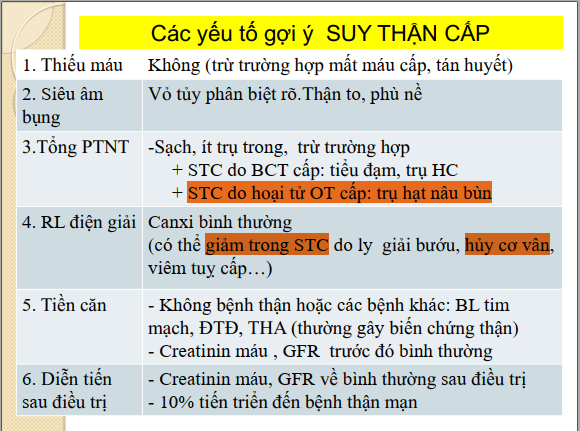 Các yếu tố gợi ý SUY THẬN CẤP
1. Thiếu máu
Không (trừ trường hợp mất máu cấp, tán huyết)
2. Siêu âm
bụng
Vỏ tủy phân biệt rõ.Thận to, phù nề
3.Tổng PTNT
-Sạch, ít trụ trong, trừ trường hợp
+ STC do BCT cấp: tiểu đạm, trụ HC
+ STC do hoại tử OT cấp: trụ hạt nâu bùn
4. RL điện giải
Canxi bình thường
(có thể giảm trong STC do ly giải bướu, hủy cơ vân,
viêm tuỵ cấp…)
5. Tiền căn
- Không bệnh thận hoặc các bệnh khác: BL tim
mạch, ĐTĐ, THA (thường gây biến chứng thận)
- Creatinin máu , GFR trước đó bình thường
6. Diễn tiến
sau điều trị
- Creatinin máu, GFR về bình thường sau điều trị
- 10% tiến triển đến bệnh thận mạn